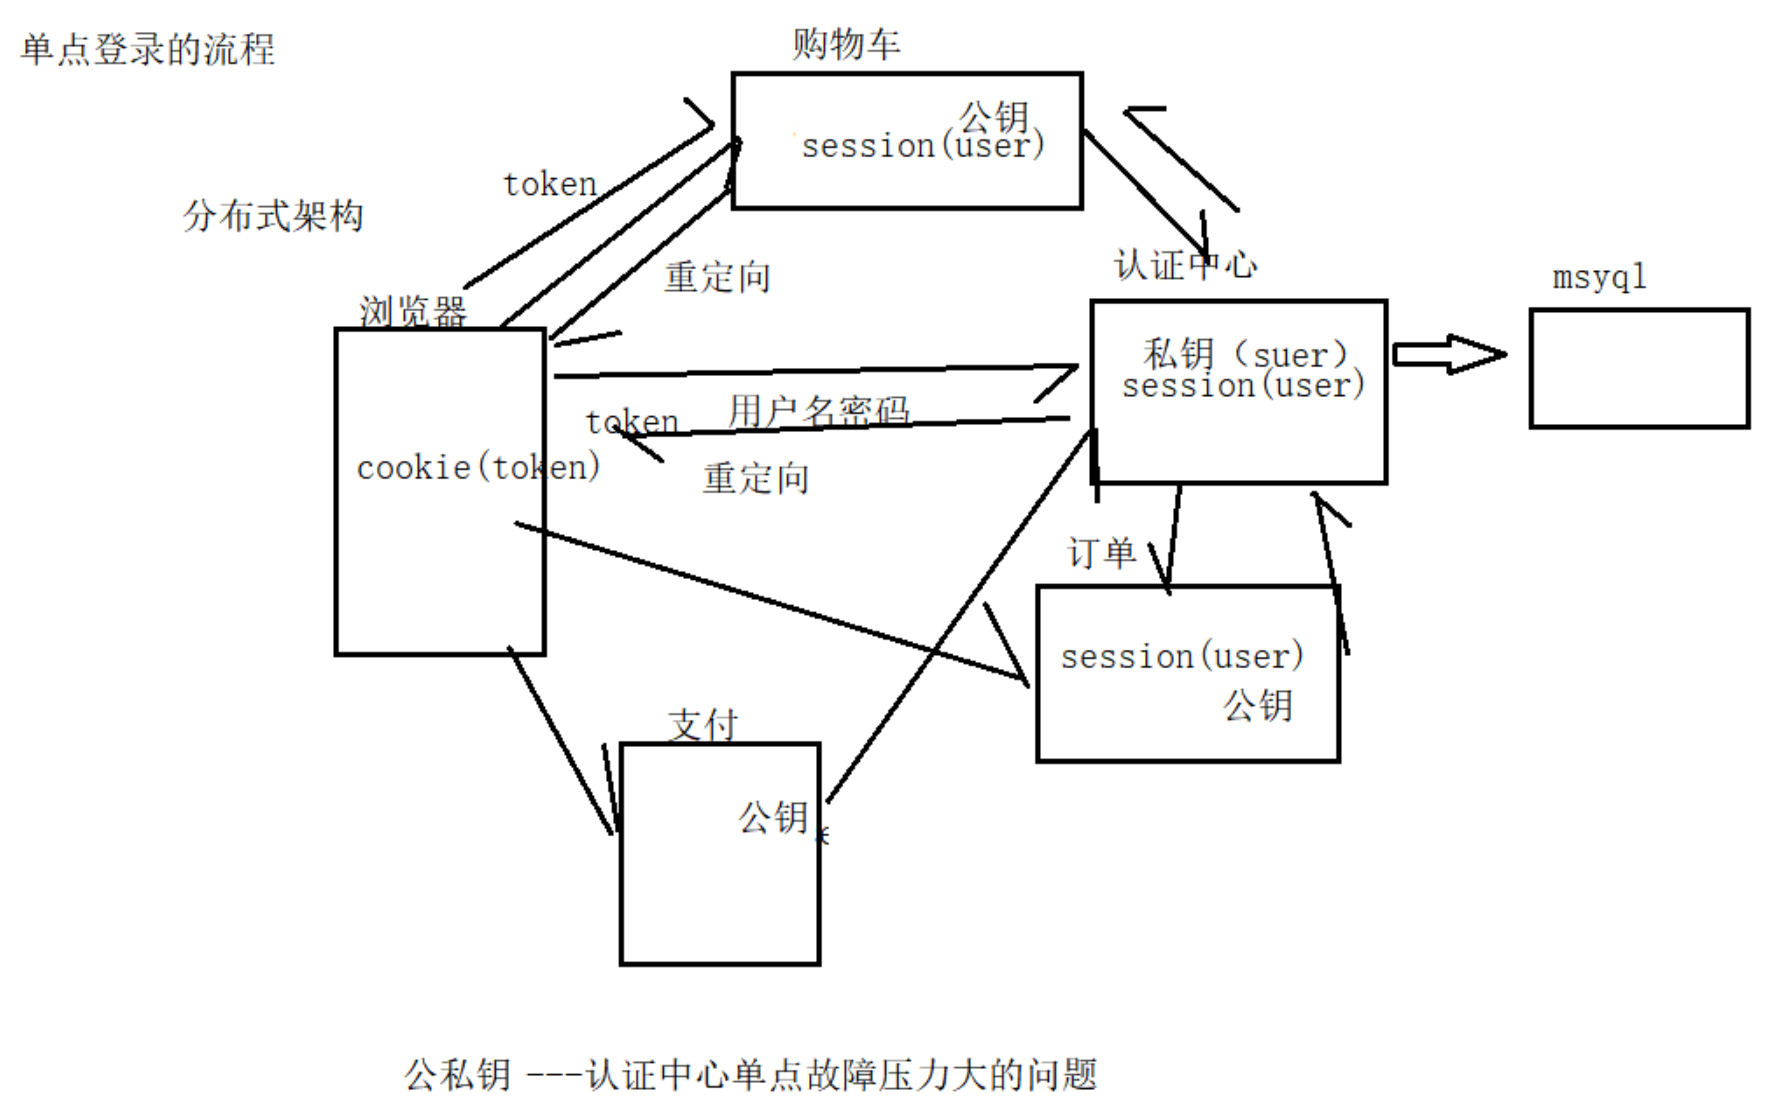 单点登录的流程
购物车
公钥
session(user)
token
分布式架构
重定向
认证中心
msyql
浏览器
私钥（suer）
session(user)
用户名密码
token
cookie(token)
重定向
订单
session(user)
公钥
支付
公钥
公私钥 ---认证中心单点故障压力大的问题